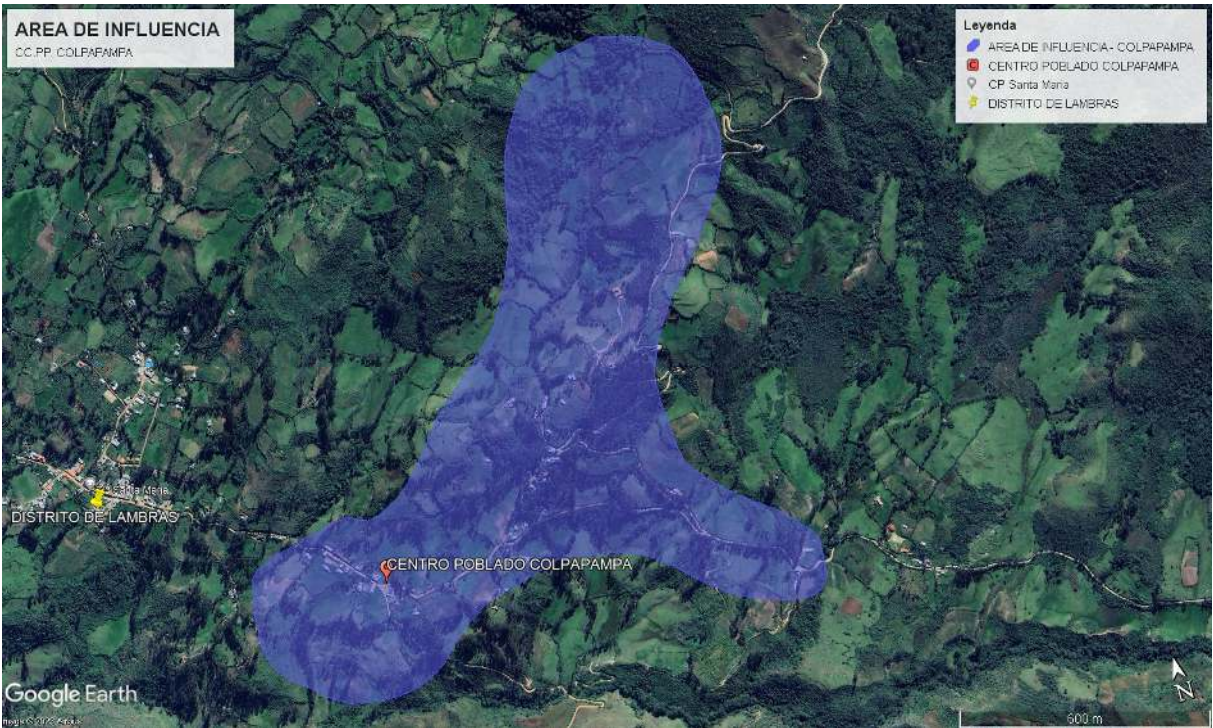 AREA DE INFLUENCIA
CC.PP. COLPAPAMPA
Leyenda
AREA DE INFLUENCIA- COLPAPAMPA
C
CENTRO POBLADO COLPAPAMPA
CP Santa Maria
DISTRITO DE LAMBRAS
Santa Maria
DISTRITO DE LAMBRAS
CENTRO POBLADO COLPAPAMPA
Google Earth
N
600 m